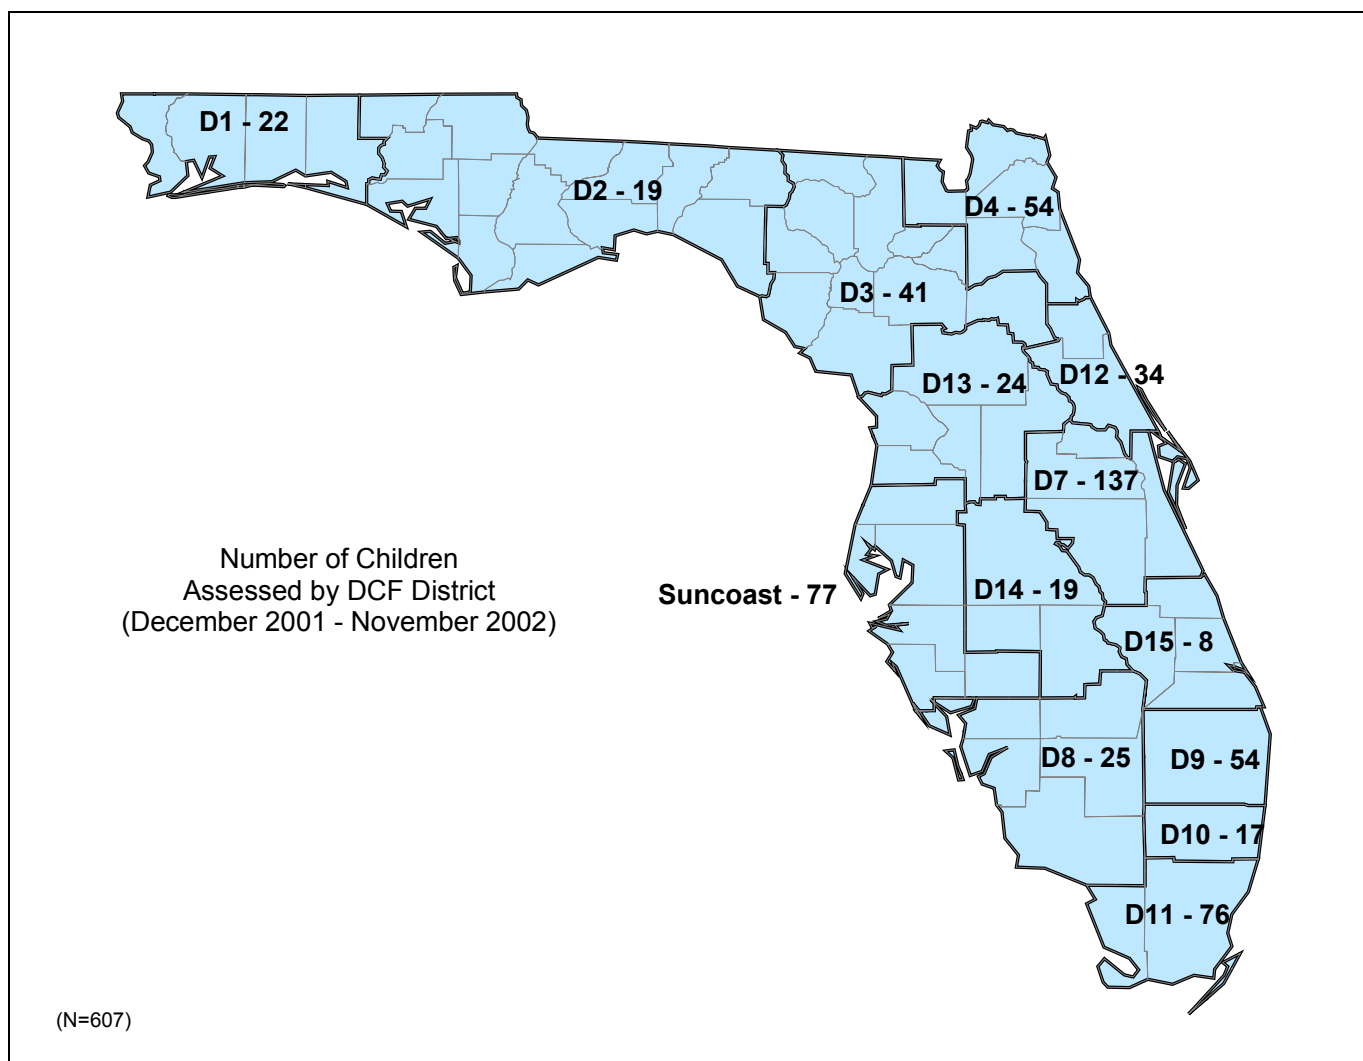 D1 - 22
D2 - 19
D4 - 54
D3 - 41
D12 - 34
D13 - 24
D7 - 137
Number of Children
Assessed by DCF District
(December 2001 - November 2002)
Suncoast - 77
D14 - 19
D15 - 8
D8 - 25
D9 - 54
D10 - 17
D11 - 76
(N=607)